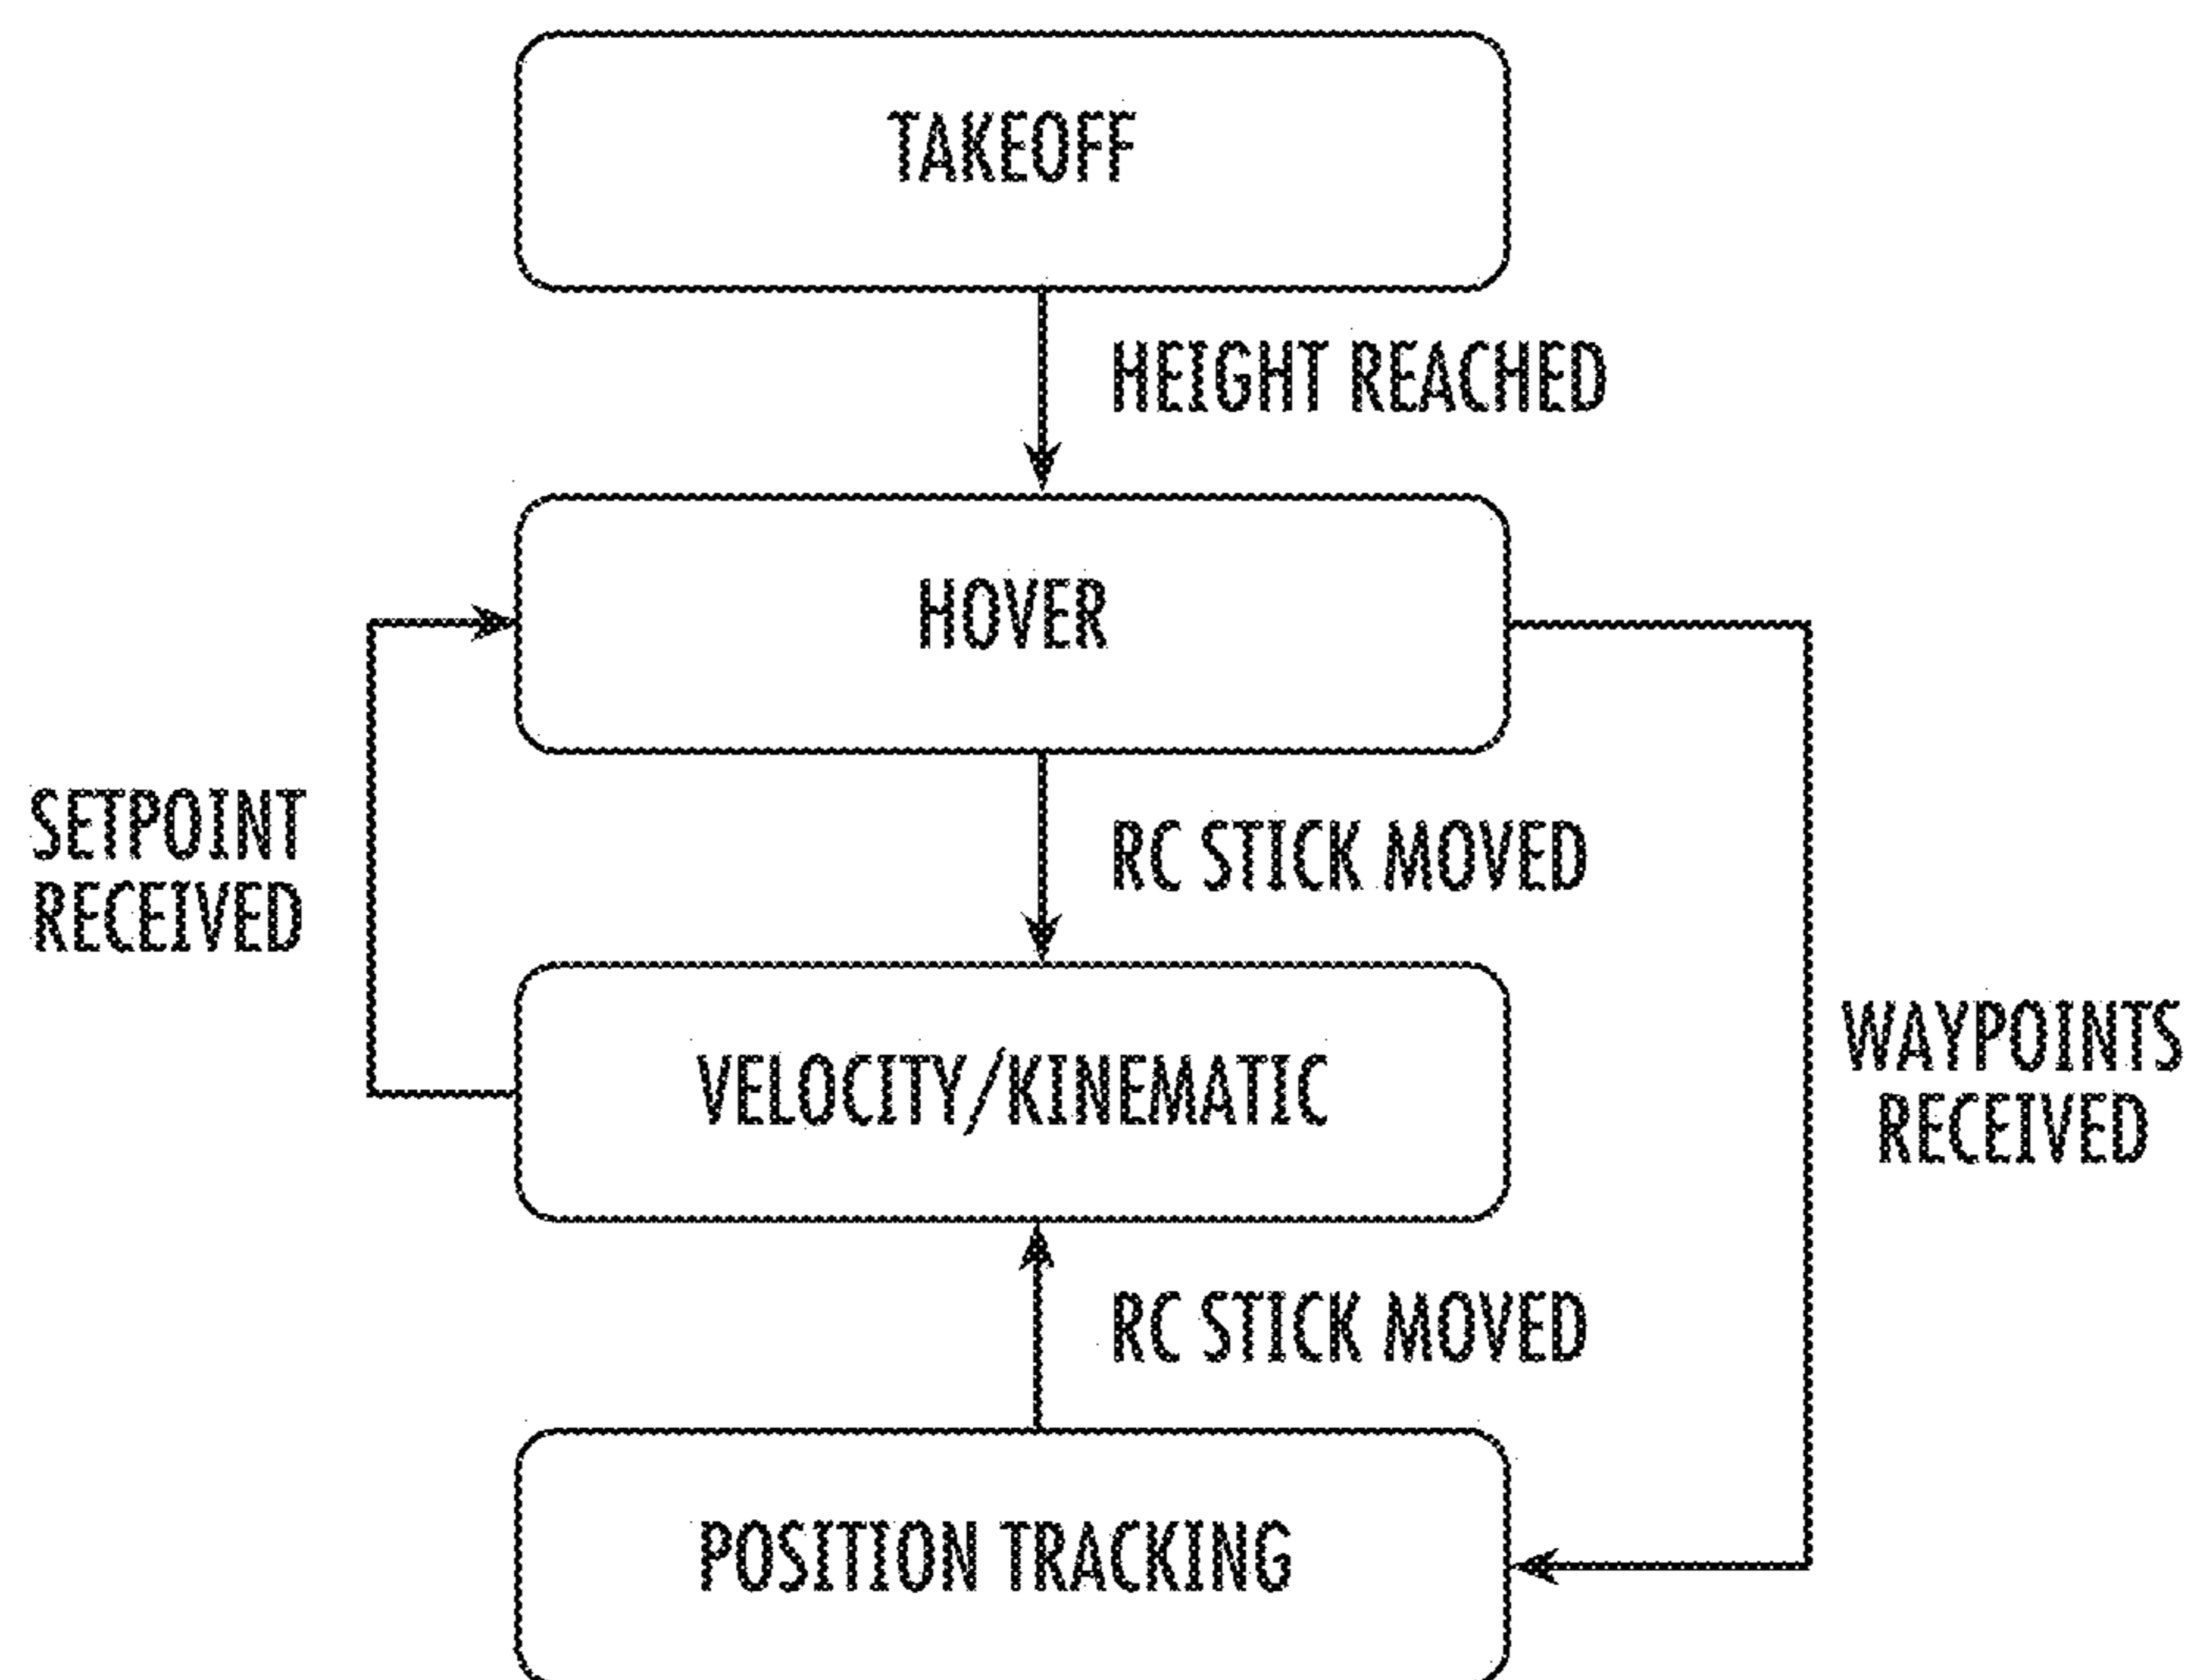 TAKEOFF
HEIGHT REACHED
HOVER
SETPOINT
RECEIVED
RC STICK MOVED
VELOCITY/KINEMATIC
WAYPOINTS
RECEIVED
RC STICK MOVED
POSITION TRACKING